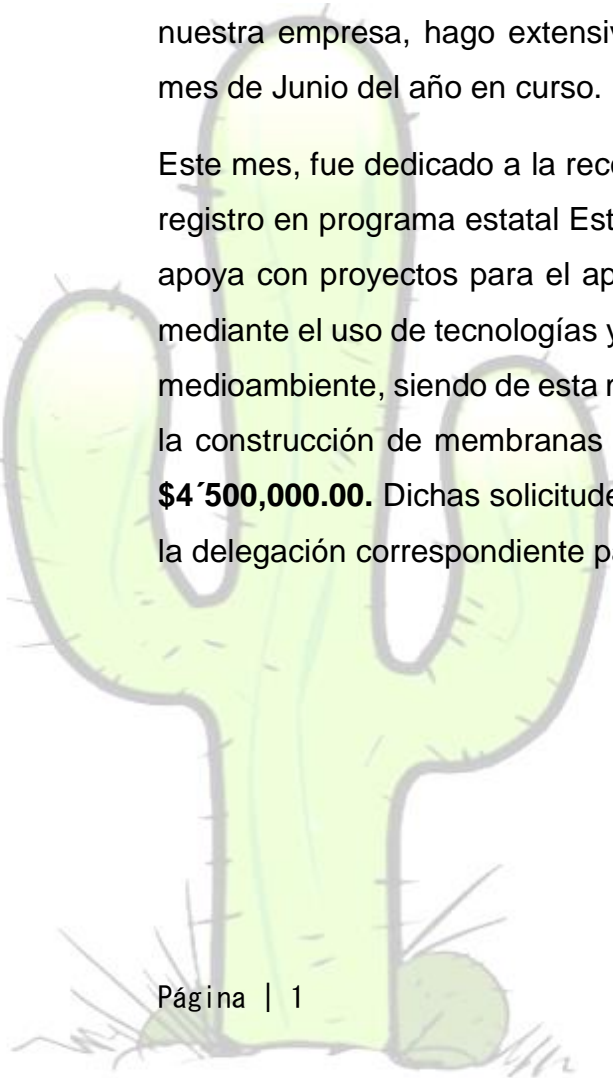 nuestra empresa, hago extensiv
mes de Junio del año en curso.
Este mes, fue dedicado a la rec
registro en programa estatal Est
apoya con proyectos para el ap
mediante el uso de tecnologías y
medioambiente, siendo de esta
la construcción de membranas
$4´500,000.00. Dichas solicitude
la delegación correspondiente p
Página | 1